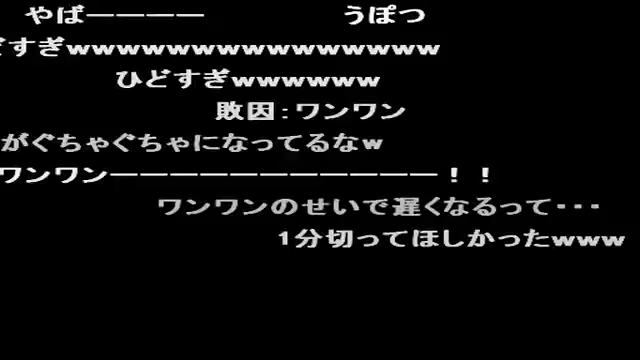 やばーーーー　うぽつ
どすぎwwwwwwwwwwwwwwwww
ひどすぎwwwwww
敗因:ワンワン
がぐちゃぐちゃになってるなw
ワンワンーーーーーーーーーーー！！
ワンワンのせいで遅くなるって・・・
1分切ってほしかったwww